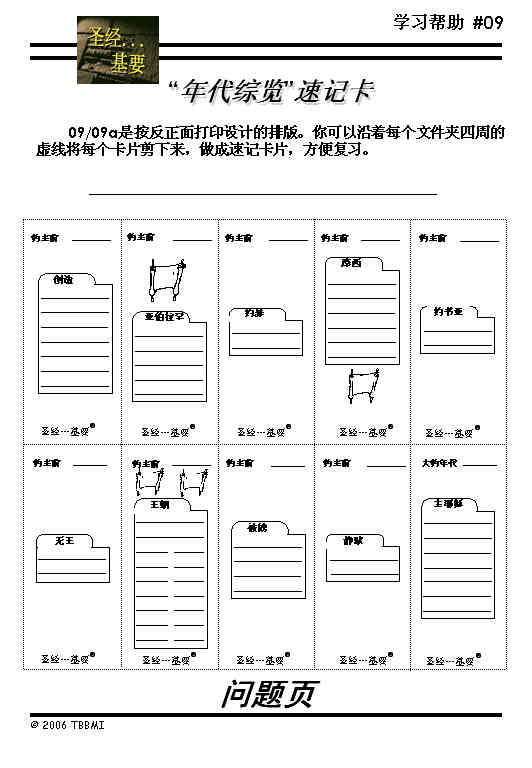 学习帮助 #09
圣经...
基要
“年代综览”速记卡
09/09a是按反正面打印设计的排版。你可以沿着每个文件夹四周的
虚线将每个卡片剪下来，做成速记卡片，方便复习。
约主前
约主前
约主前
约主前
约主前
创造
亚伯拉罕
约瑟
摩西
约书亚
圣经…基要®
圣经…基要®
圣经…基要®
圣经…基要®
圣经…基要®
约主前
约主前
约主前
约主前
大约年代
无王
王朝
被掳
静默
主耶稣
圣经…基要®
圣经…基要®
圣经…基要®
圣经…基要®
圣经…基要®
问题页
© 2006 TBBMI